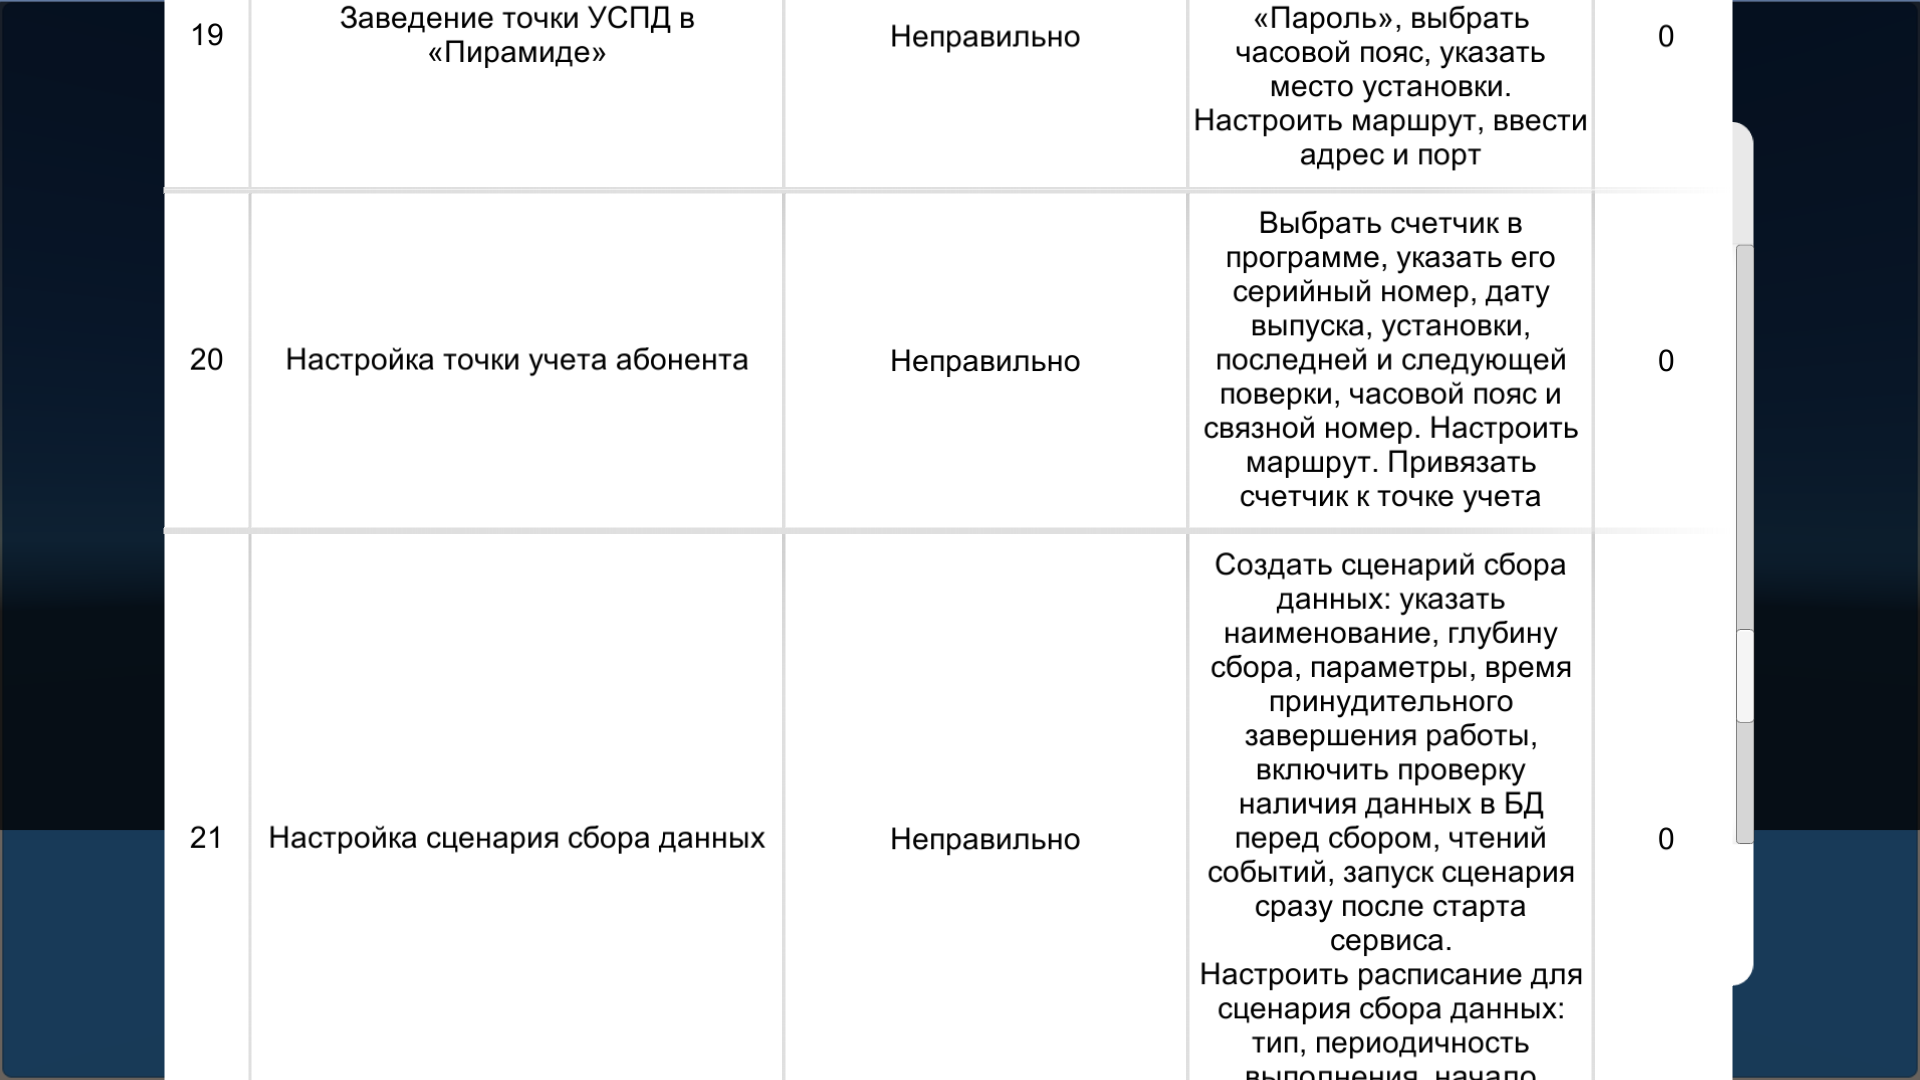 19
Заведение точки УСПД в
«Пирамиде»
Неправильно
«Пароль», выбрать
часовой пояс, указать
место установки.
Настроить маршрут, ввести
адрес и порт
0
20
Настройка точки учета абонента
Неправильно
Выбрать счетчик в
программе, указать его
серийный номер, дату
выпуска, установки,
последней и следующей
поверки, часовой пояс и
связной номер. Настроить
маршрут. Привязать
счетчик к точке учета
0
21
Настройка сценария сбора данных
Неправильно
Создать сценарий сбора
данных: указать
наименование, глубину
сбора, параметры, время
принудительного
завершения работы,
включить проверку
наличия данных в БД
перед сбором, чтений
событий, запуск сценария
сразу после старта
сервиса.
Настроить расписание для
сценария сбора данных:
тип, периодичность
выполнения, начало
0